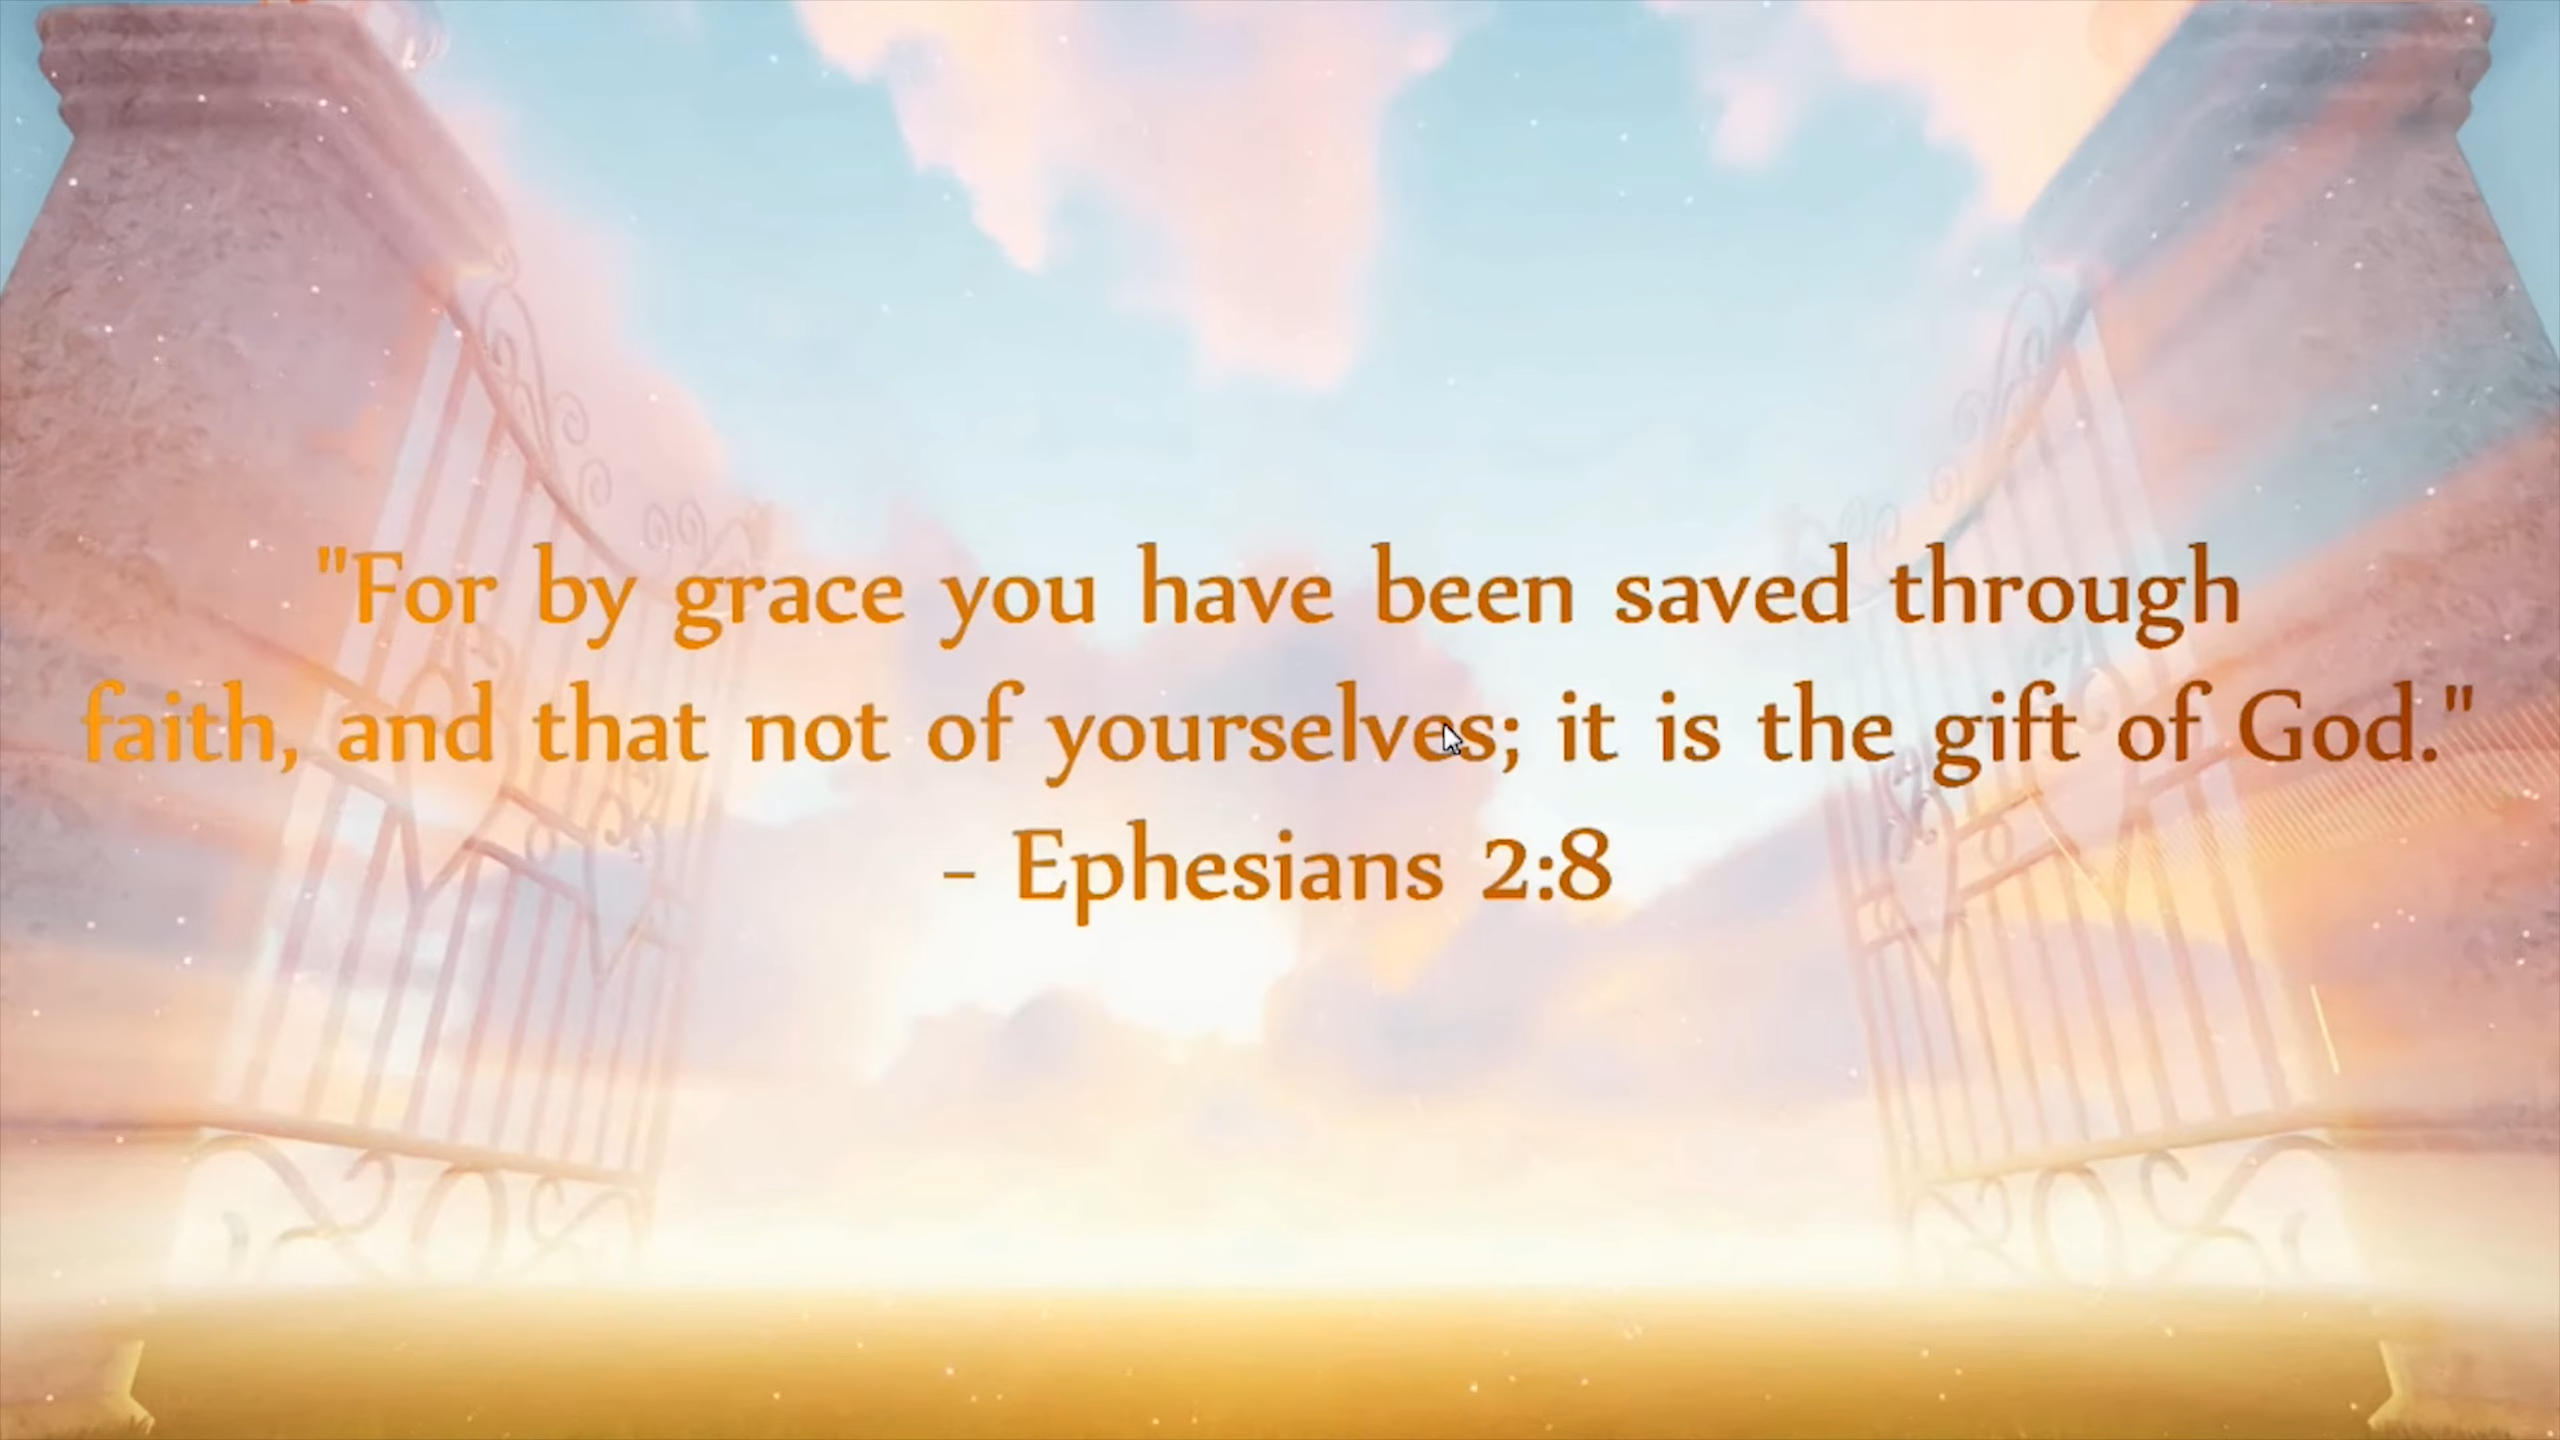 "For by grace you have been saved through
faith, and that not of yourselves; it is the gift of God."
- Ephesians 2:8